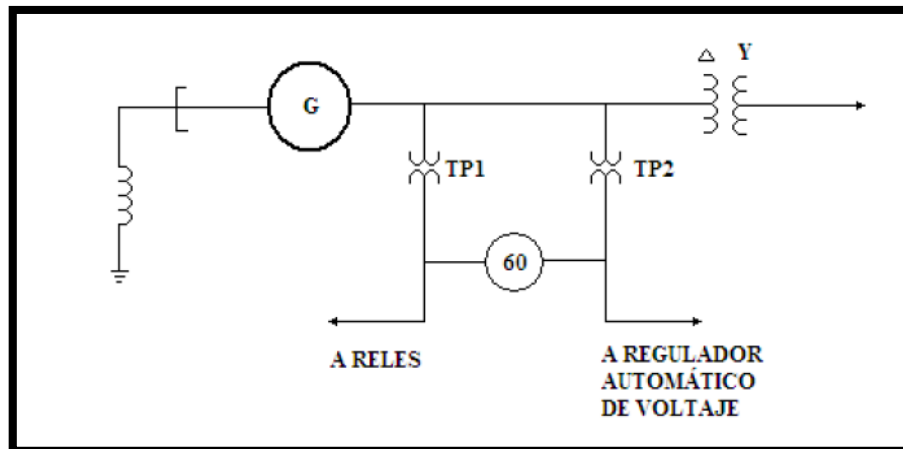 Δ Y
G
TP1
TP2
60
A RELES
A REGULADOR
AUTOMÁTICO
DE VOLTAJE